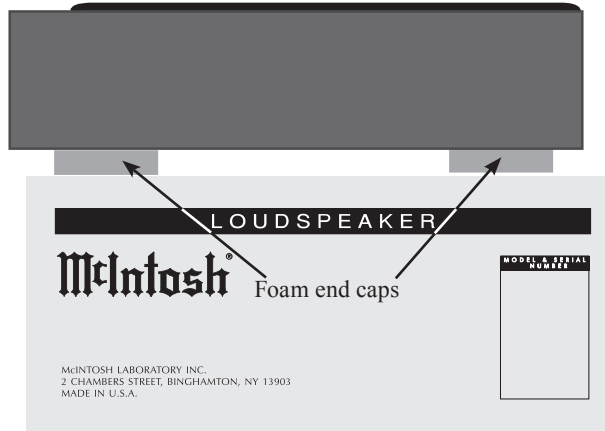 LOUDSPEAKER
McIntosh®
Foam end caps
MODEL & SERIAL
NUMBER
McINTOSH LABORATORY INC.
2 CHAMBERS STREET, BINGHAMTON, NY 13903
MADE IN U.S.A.